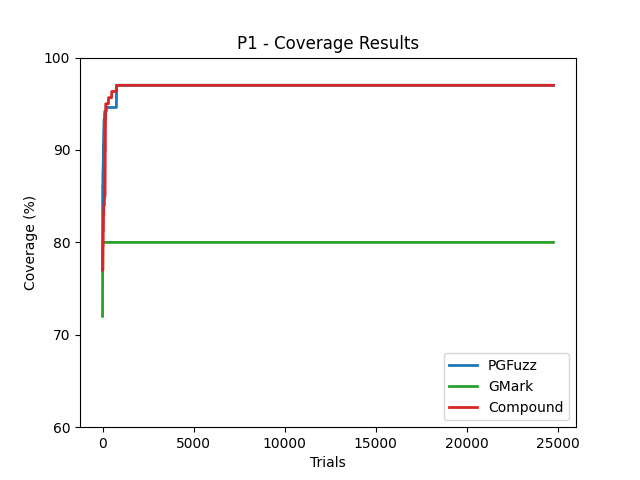 P1 - Coverage Results
100
90
80
70
60
Coverage (%)
0 5000 10000 15000 20000 25000
Trials
PGFuzz
GMark
Compound